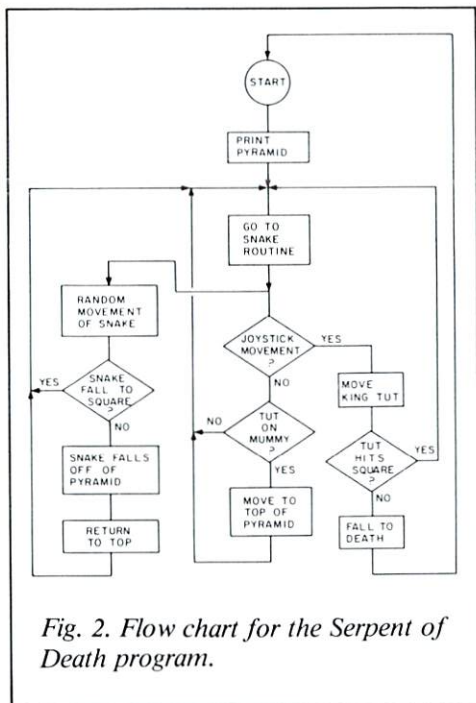 START
PRINT
PYRAMID
GO TO
SNAKE
ROUTINE
RANDOM
MOVEMENT
OF SNAKE
JOYSTICK
MOVEMENT
?
YES
NO
MOVE
KING TUT
YES
SNAKE
FALL TO
SQUARE
?
NO
NO
TUT
ON
MUMMY
?
YES
TUT
HITS
SQUARE
?
YES
NO
SNAKE FALLS
OFF OF
PYRAMID
MOVE TO
TOP OF
PYRAMID
FALL TO
DEATH
RETURN
TO TOP
Fig. 2. Flow chart for the Serpent of
Death program.